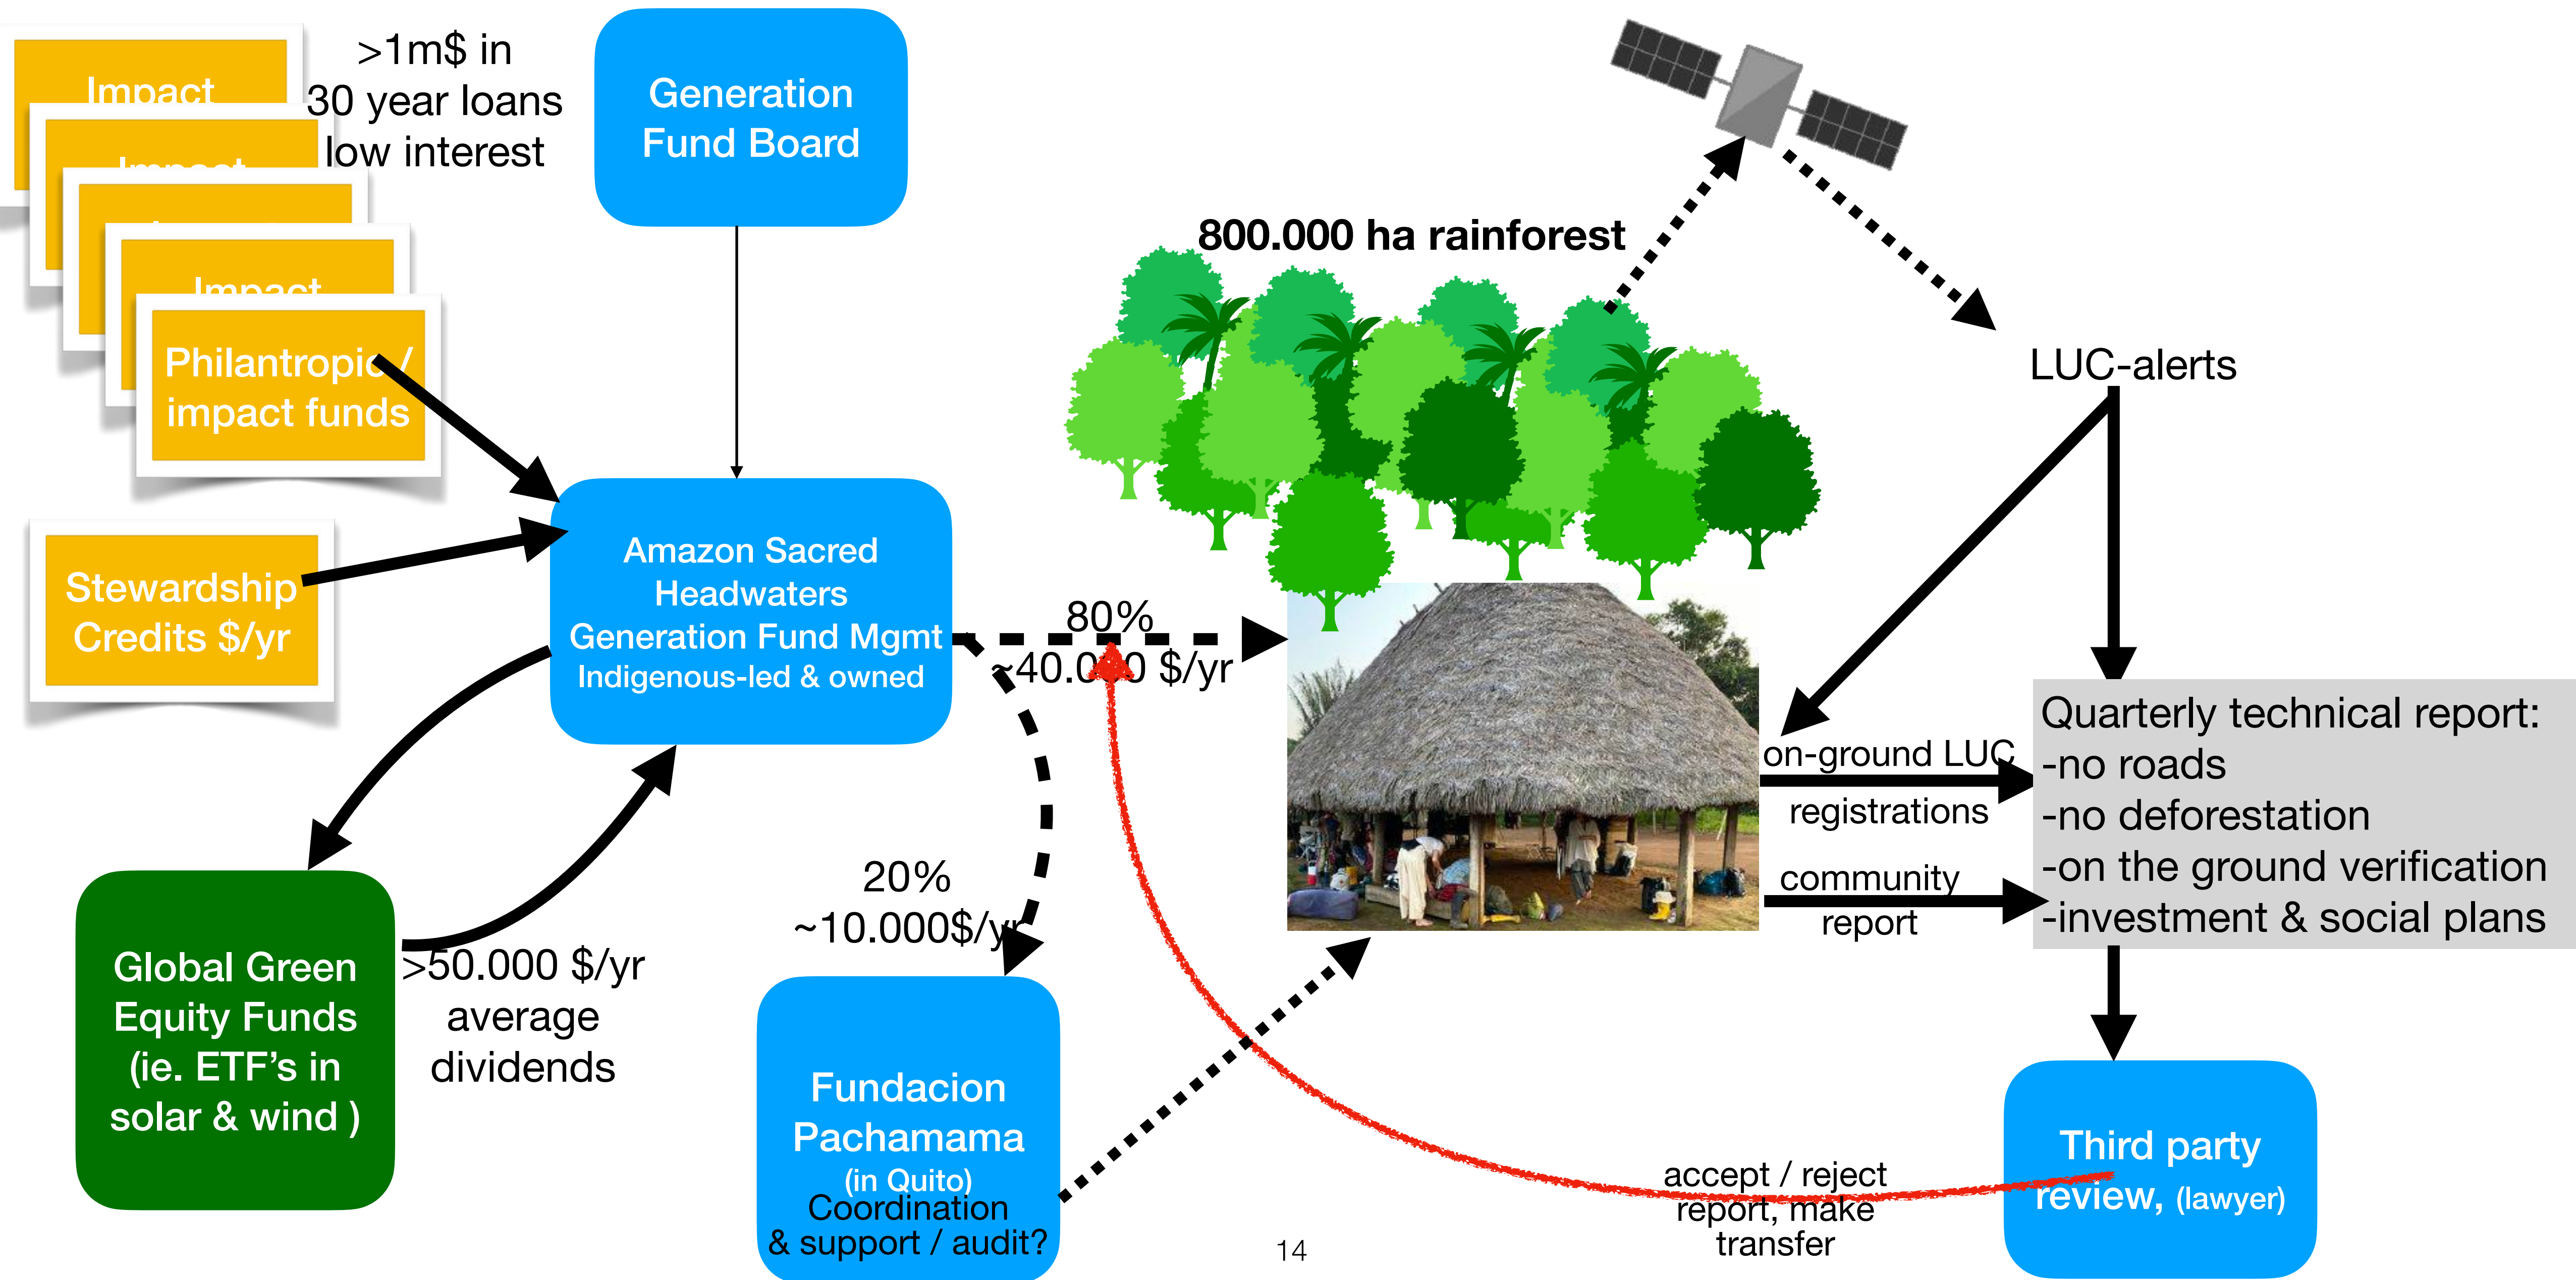 Impact
Impact
Impact
Impact
Philantropic /
impact funds
>1m$ in
30 year loans
low interest
Generation
Fund Board
Stewardship
Credits $/yr
Amazon Sacred
Headwaters
Generation Fund Mgmt
Indigenous-led & owned
Global Green
Equity Funds
(ie. ETF's in
solar & wind )
>50.000 $/yr
average
dividends
80%
~40.000 $/yr
20%
~10.000$/yr
Fundacion
Pachamama
(in Quito)
Coordination
& support / audit?
800.000 ha rainforest
LUC-alerts
on-ground LUC
registrations
community
report
Quarterly technical report:
-no roads
-no deforestation
-on the ground verification
-investment & social plans
Third party
review, (lawyer)
accept / reject
report, make
transfer
14